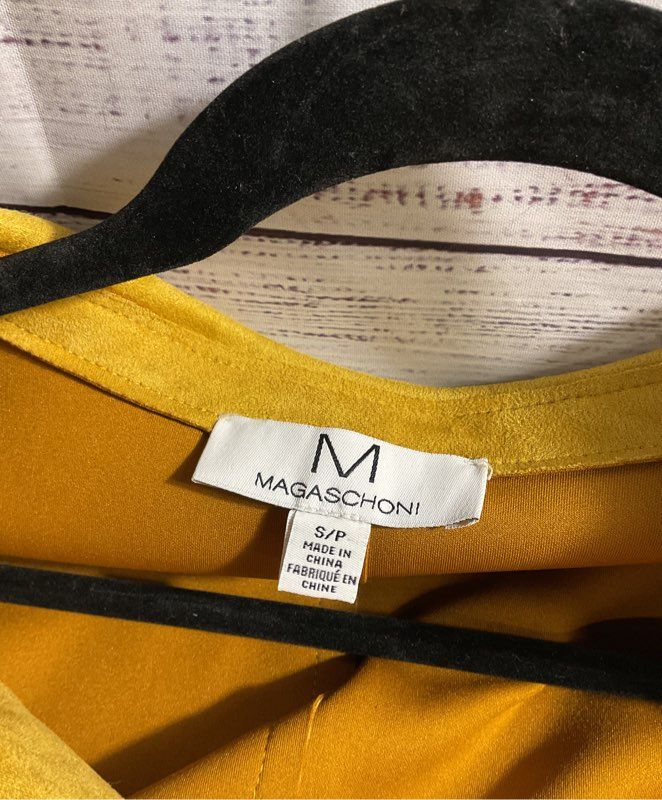 M
MAGASCHONI
S/P
MADE IN
CHINA
FABRIQUÉ EN
CHINE